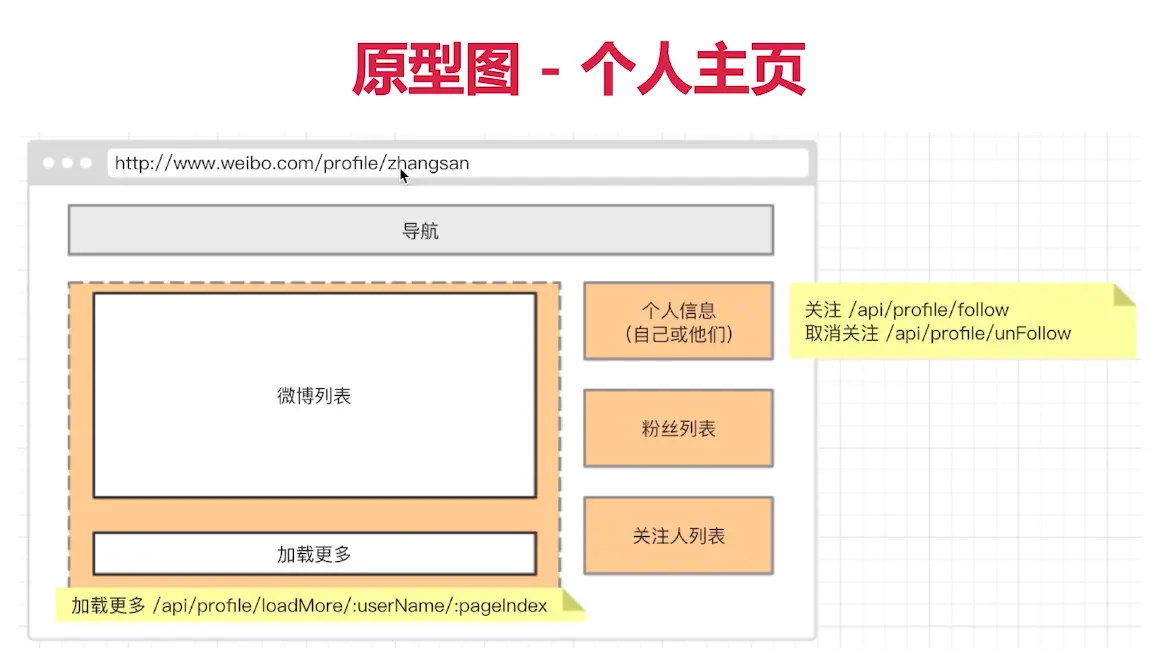 原型图 - 个人主页
http://www.weibo.com/profile/zhangsan
导航
微博列表
加载更多
加载更多 /api/profile/loadMore/:userName/:pageIndex
个人信息
（自己或他们）
关注 /api/profile/follow
取消关注 /api/profile/unFollow
粉丝列表
关注人列表